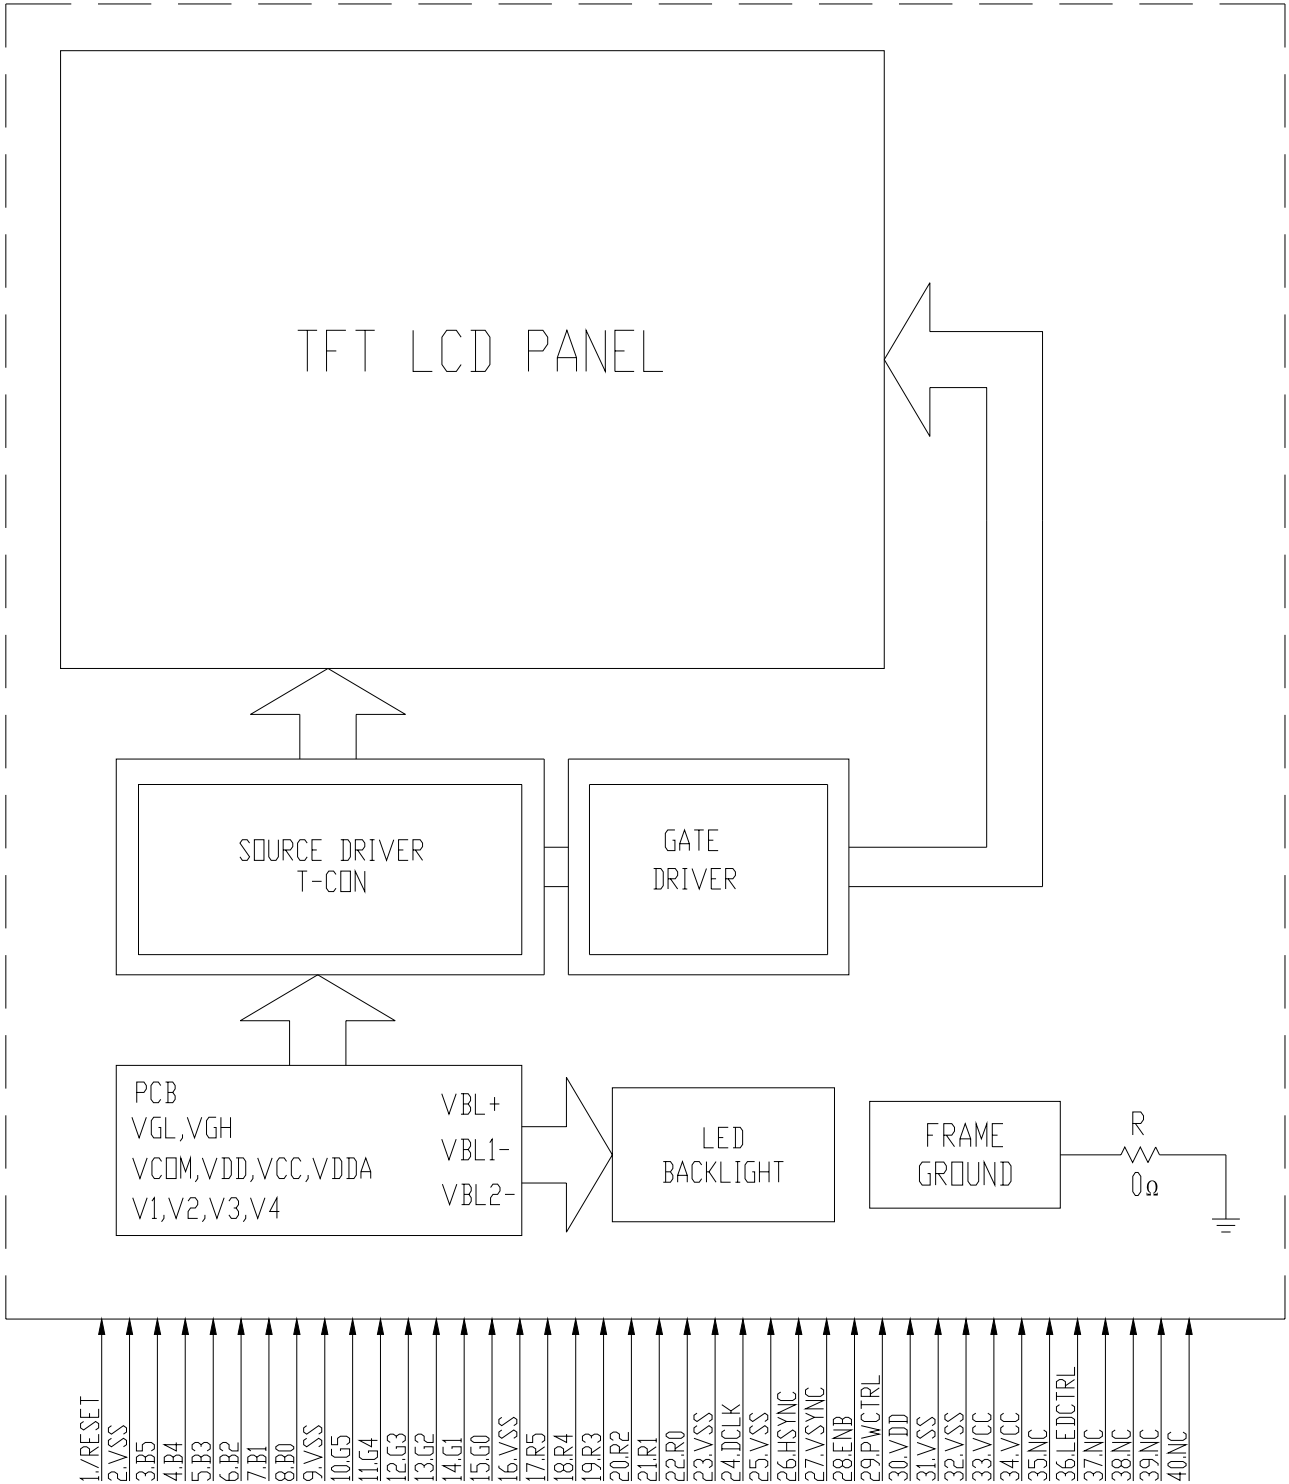 TFT LCD PANEL
SOURCE DRIVER
T-CON
GATE
DRIVER
PCB
VGL,VGH
VCOM,VDD,VCC,VDDA
V1,V2,V3,V4
VBL+
VBL1-
VBL2-
LED
BACKLIGHT
FRAME
GROUND
R
0Ω
1./RESET
2.VSS
3.B5
4.B4
5.B3
6.B2
7.B1
8.B0
9.VSS
10.G5
11.G4
12.G3
13.G2
14.G1
15.G0
16.VSS
17.R5
18.R4
19.R3
20.R2
21.R1
22.R0
23.VSS
24.DCLK
25.VSS
26.HSYNC
27.VSYNC
28.ENB
29.PWCTRL
30.VDD
31.VSS
32.VSS
33.VCC
34.VCC
35.NC
36.LEDCTRL
37.NC
38.NC
39.NC
40.NC